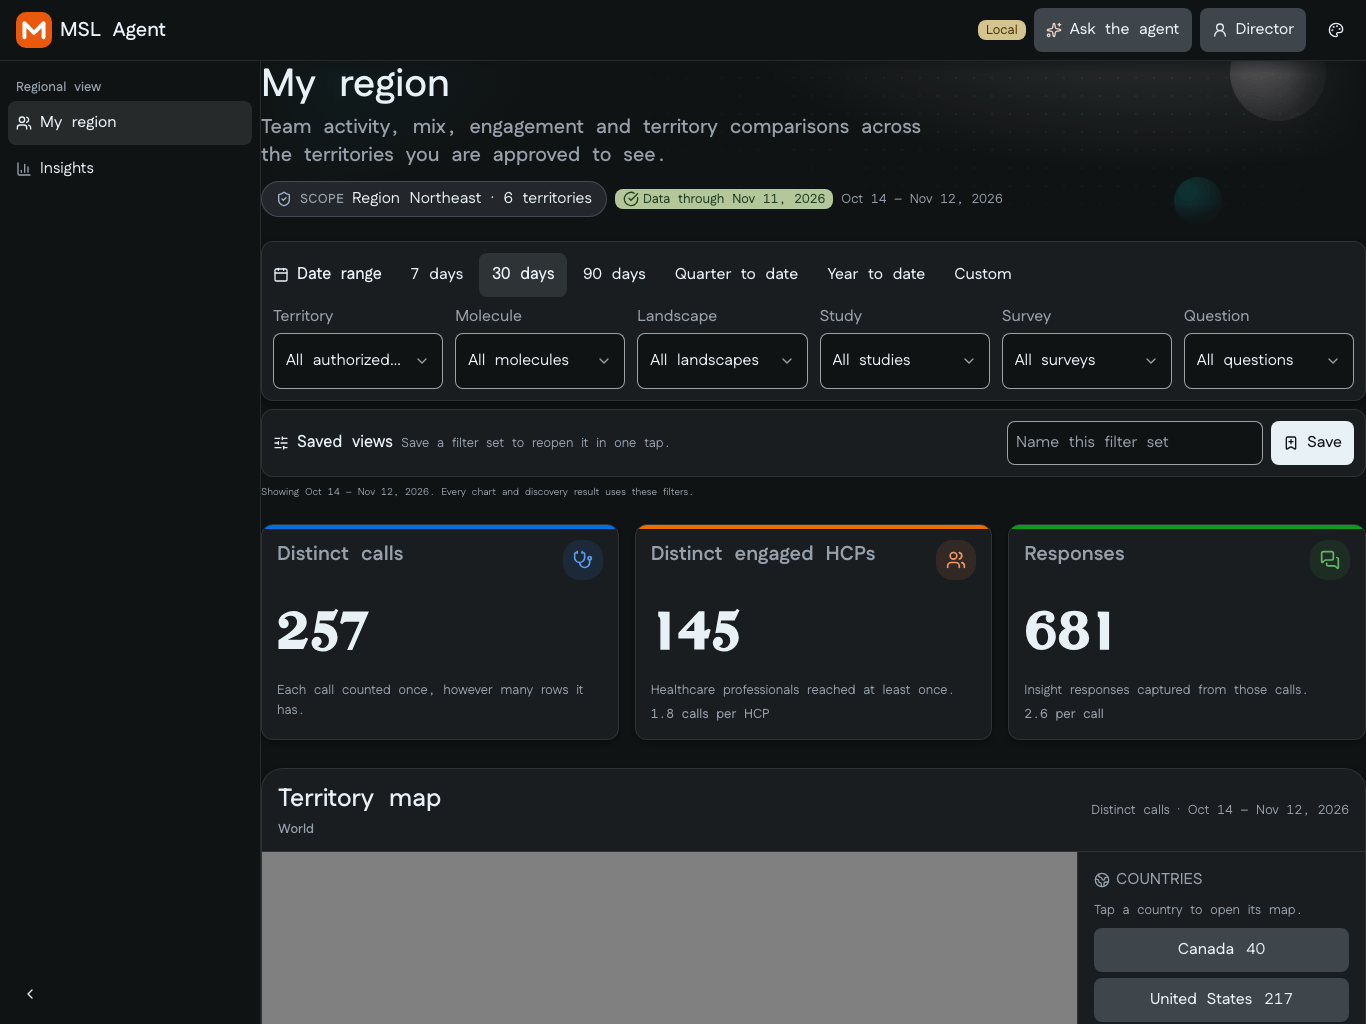 MSL Agent
Local
Ask the agent
Director
Regional view
My region
Insights
My region
Team activity, mix, engagement and territory comparisons across
the territories you are approved to see.
SCOPE Region Northeast · 6 territories
Data through Nov 11, 2026
Oct 14 – Nov 12, 2026
Date range
7 days
30 days
90 days
Quarter to date
Year to date
Custom
Territory
Molecule
Landscape
Study
Survey
Question
All authorized...
All molecules
All landscapes
All studies
All surveys
All questions
Saved views
Save a filter set to reopen it in one tap.
Name this filter set
Save
Showing Oct 14 – Nov 12, 2026. Every chart and discovery result uses these filters.
Distinct calls
257
Each call counted once, however many rows it
has.
Distinct engaged HCPs
145
Healthcare professionals reached at least once.
1.8 calls per HCP
Responses
681
Insight responses captured from those calls.
2.6 per call
Territory map
World
Distinct calls · Oct 14 – Nov 12, 2026
COUNTRIES
Tap a country to open its map.
Canada 40
United States 217